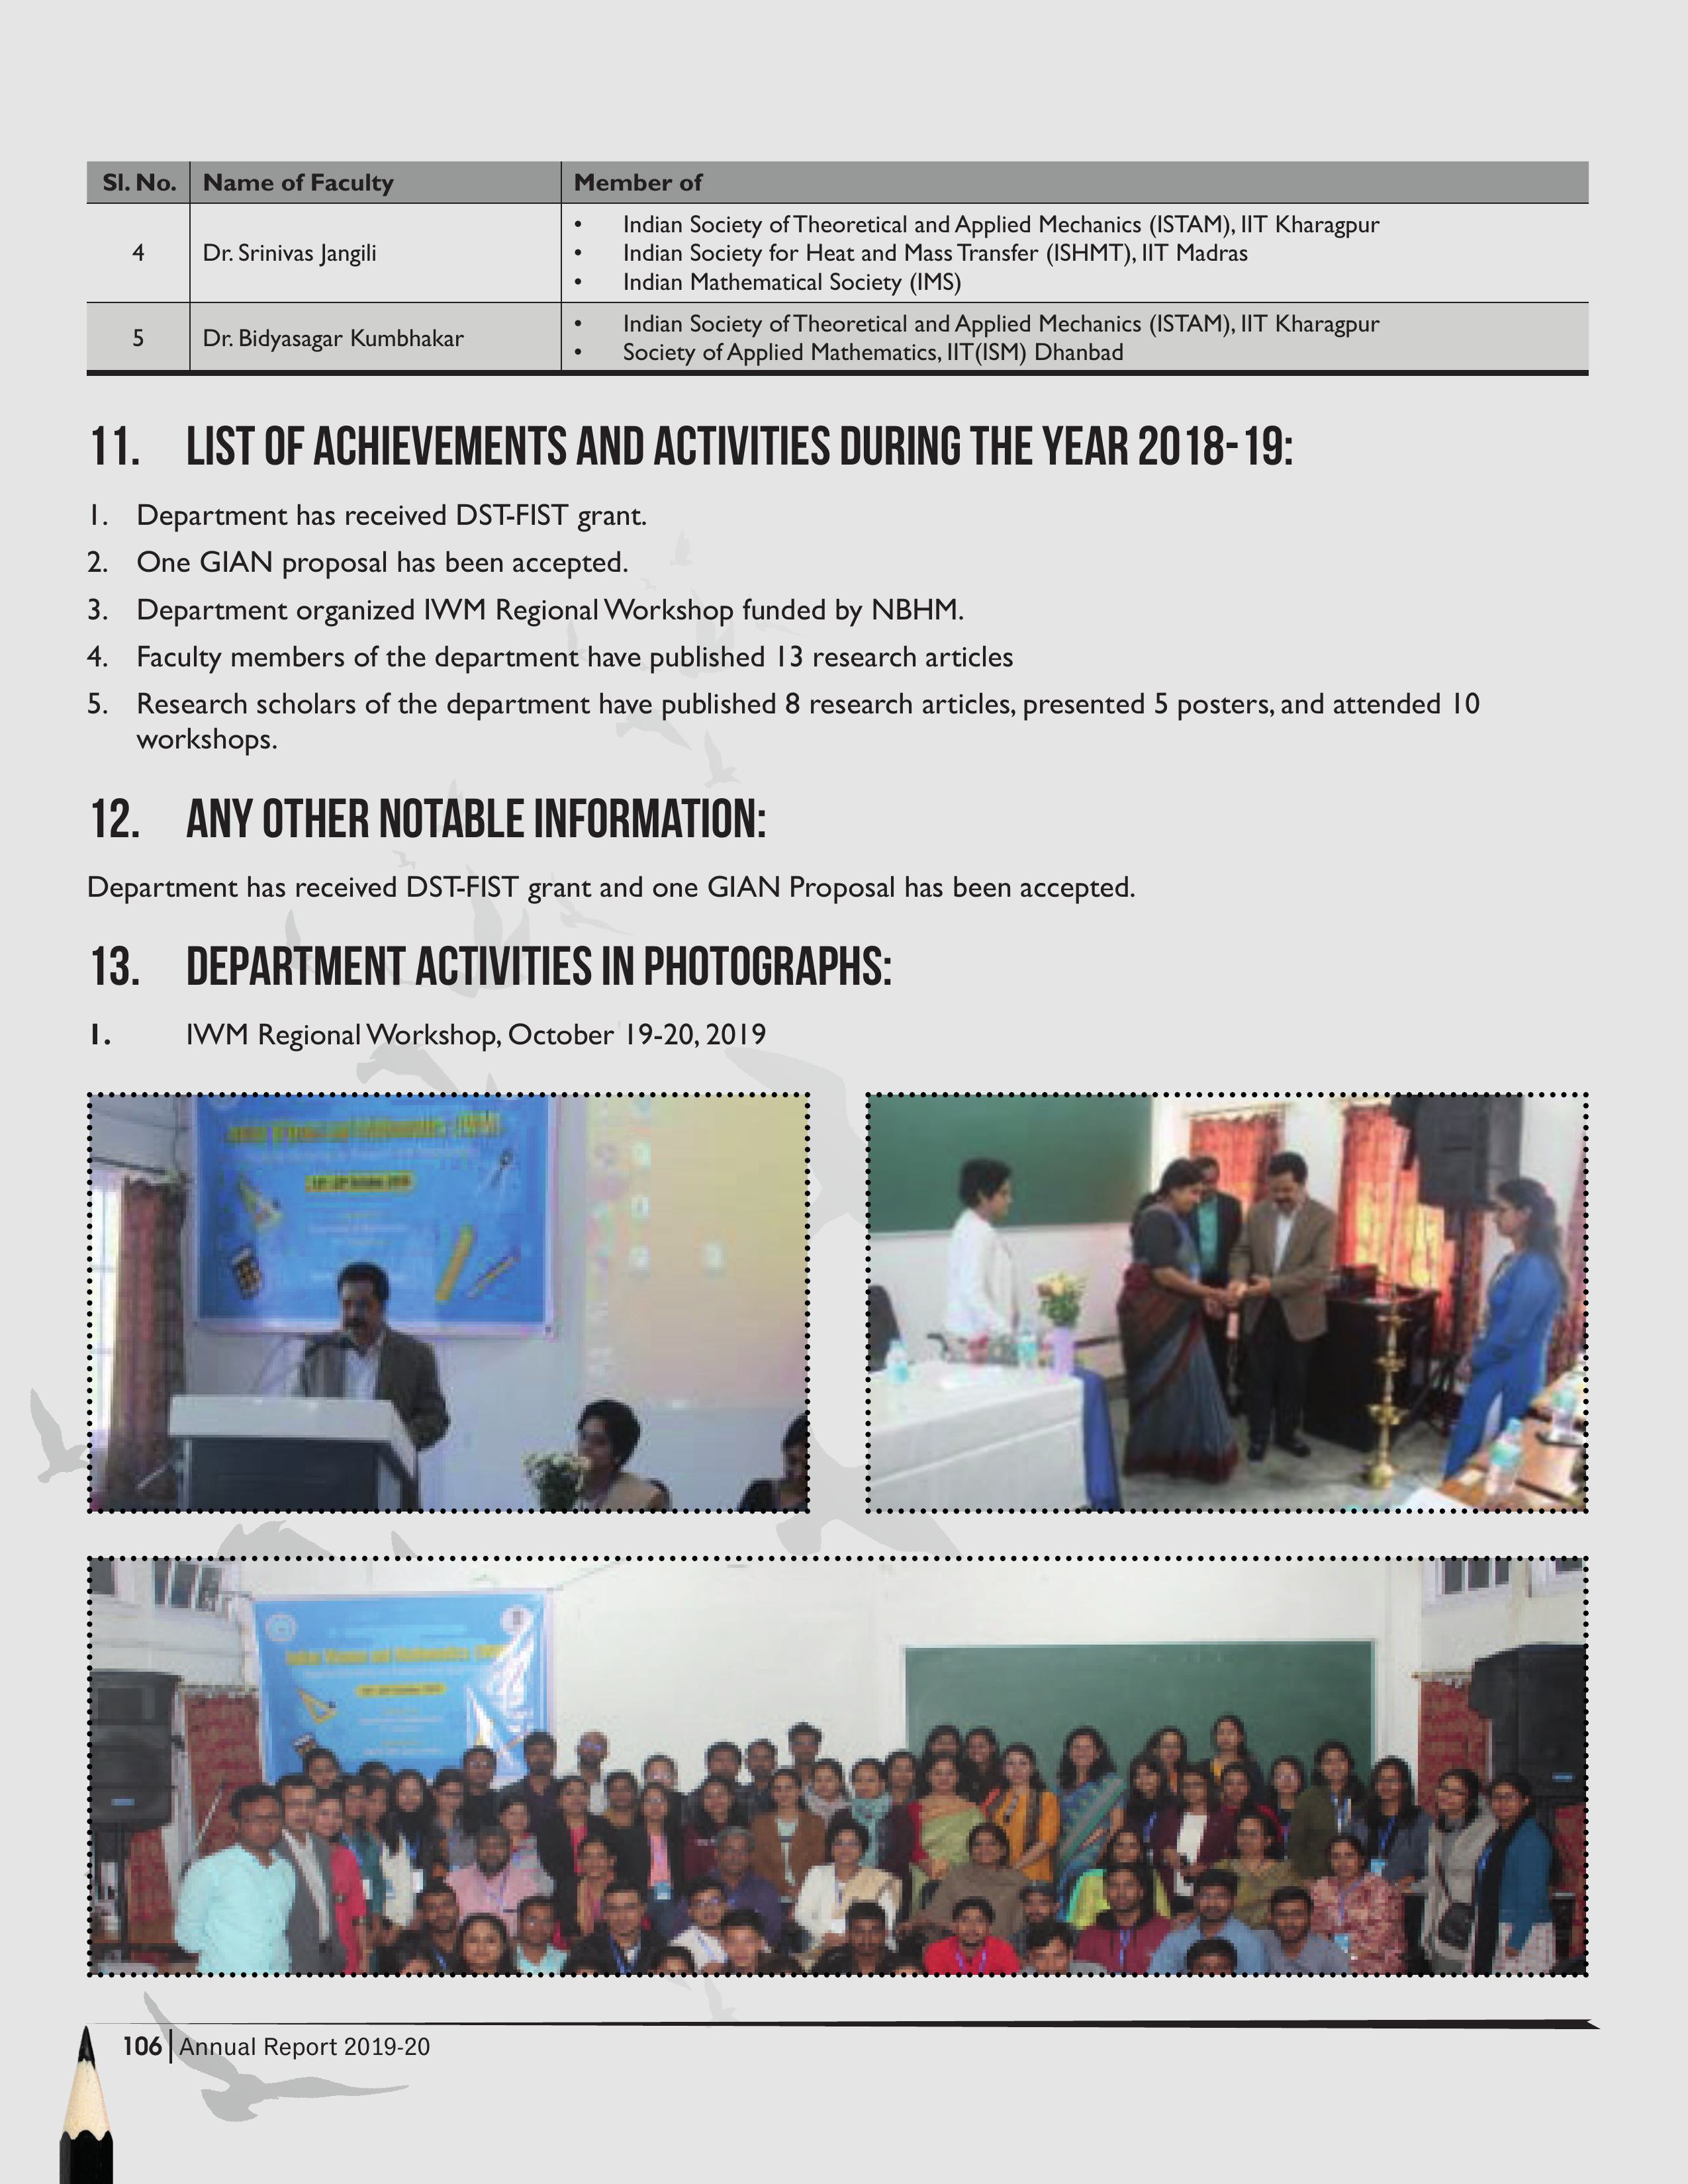 Sl. No. Name of Faculty Member of
4 Dr. Srinivas Jangili
• Indian Society of Theoretical and Applied Mechanics (ISTAM), IIT Kharagpur
• Indian Society for Heat and Mass Transfer (ISHMT), IIT Madras
• Indian Mathematical Society (IMS)
5 Dr. Bidyasagar Kumbhakar
• Indian Society of Theoretical and Applied Mechanics (ISTAM), IIT Kharagpur
• Society of Applied Mathematics, IIT(ISM) Dhanbad
11. LIST OF ACHIEVEMENTS AND ACTIVITIES DURING THE YEAR 2018-19:
1. Department has received DST-FIST grant.
2. One GIAN proposal has been accepted.
3. Department organized IWM Regional Workshop funded by NBHM.
4. Faculty members of the department have published 13 research articles
5. Research scholars of the department have published 8 research articles, presented 5 posters, and attended 10
workshops.
12. ANY OTHER NOTABLE INFORMATION:
Department has received DST-FIST grant and one GIAN Proposal has been accepted.
13. DEPARTMENT ACTIVITIES IN PHOTOGRAPHS:
1. IWM Regional Workshop, October 19-20, 2019
Indian Women and Mathematics (IWM)
106 Annual Report 2019-20